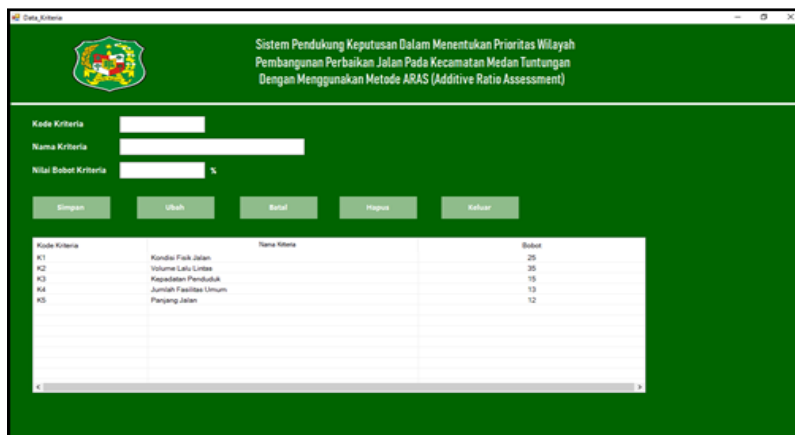 Data_Kriteria
Sistem Pendukung Keputusan Dalam Menentukan Prioritas Wilayah
Pembangunan Perbaikan Jalan Pada Kecamatan Medan Tuntungan
Dengan Menggunakan Metode ARAS (Additive Ratio Assessment)
Kode Kriteria
Nama Kriteria
Nilai Bobot Kriteria %
Simpan Ubah Batal Hapus Keluar
Kode Kriteria Nama Kriteria Bobot
K1 Kondisi Fisik Jalan 25
K2 Volume Lalu Lintas 35
K3 Kepadatan Penduduk 15
K4 Jumlah Fasilitas Umum 13
K5 Panjang Jalan 12